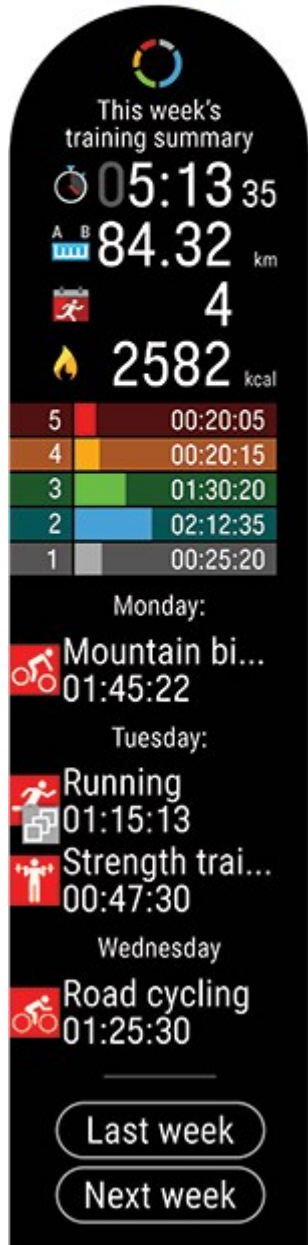 This week's
training summary
05:13 35
A B
84.32 km
4
2582 kcal
5 00:20:05
4 00:20:15
3 01:30:20
2 02:12:35
1 00:25:20
Monday:
Mountain bi...
01:45:22
Tuesday:
Running
01:15:13
Strength trai...
00:47:30
Wednesday
Road cycling
01:25:30
Last week
Next week